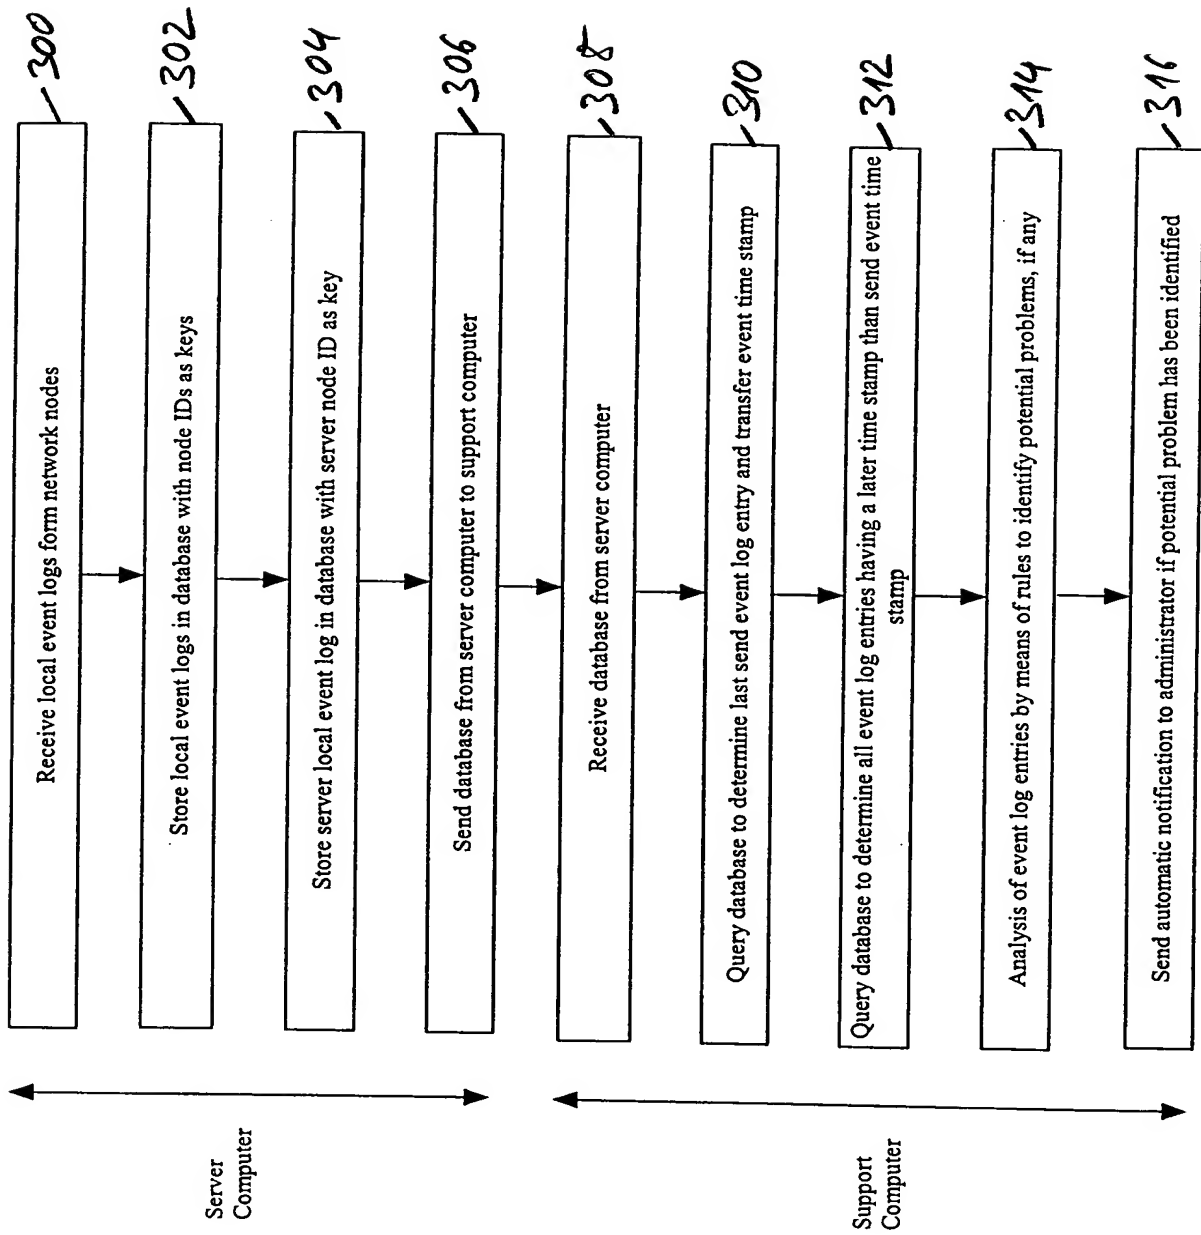 Server
Computer
Receive local event logs form network nodes
300
Store local event logs in database with node IDs as keys
302
Store server local event log in database with server node ID as key
304
Send database from server computer to support computer
306
Support
Computer
Receive database from server computer
308
Query database to determine last send event log entry and transfer event time stamp
310
Query database to determine all event log entries having a later time stamp than send event time
stamp
312
Analysis of event log entries by means of rules to identify potential problems, if any
314
Send automatic notification to administrator if potential problem has been identified
316